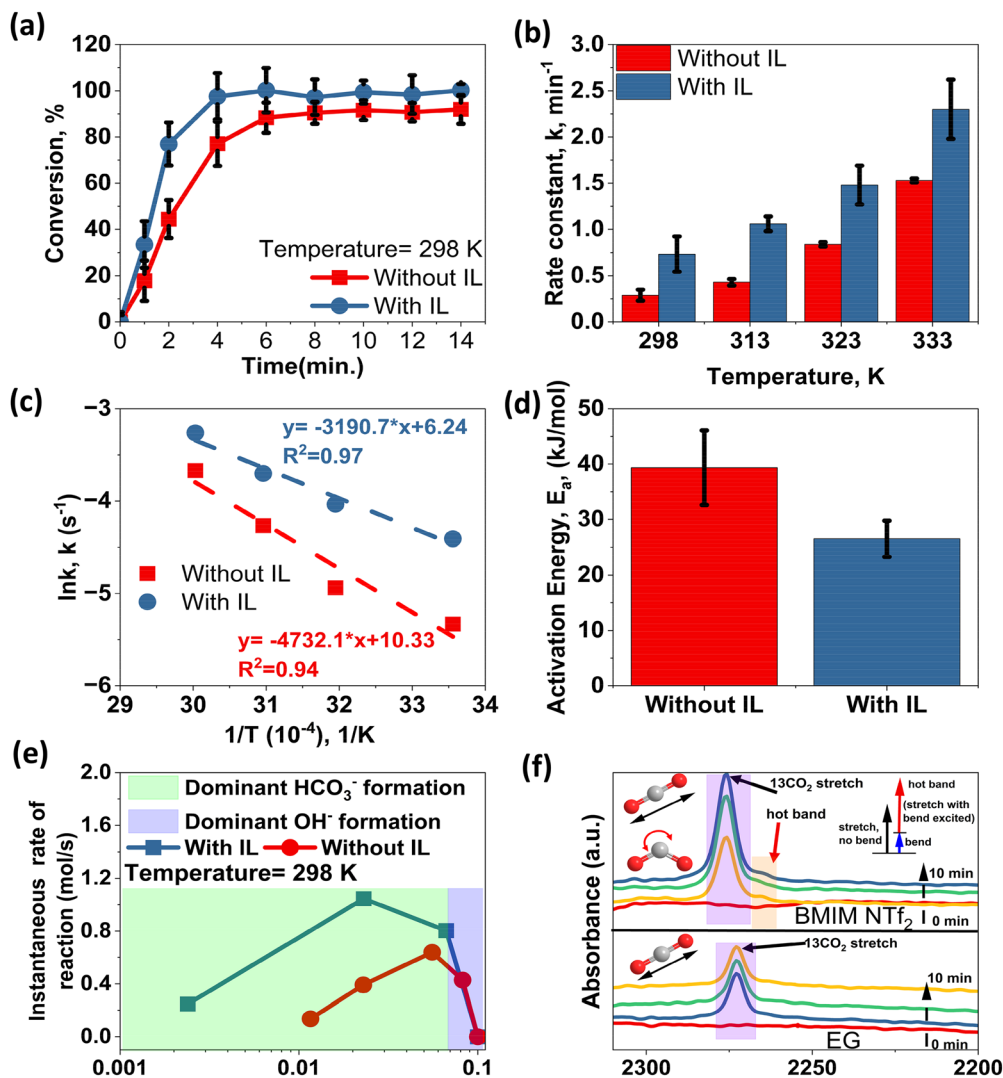 (a)
120
100
80
60
40
20
0
Conversion, %
Temperature= 298 K
Without IL
With IL
0 2 4 6 8 10 12 14
Time(min.)
(b)
3.0
2.5
2.0
1.5
1.0
0.5
0.0
Rate constant, k, min⁻¹
Without IL
With IL
298 313 323 333
Temperature, K
(c)
−3
−4
−5
−6
lnk, k (s⁻¹)
y= -3190.7*x+6.24
R²=0.97
Without IL
With IL
y= -4732.1*x+10.33
R²=0.94
29 30 31 32 33 34
1/T (10⁻⁴), 1/K
(d)
50
40
30
20
10
0
Activation Energy, Eₐ, (kJ/mol)
Without IL With IL
(e)
2.0
1.6
1.2
0.8
0.4
0.0
Instantaneous rate of
reaction (mol/s)
Dominant HCO₃⁻ formation
Dominant OH⁻ formation
With IL Without IL
Temperature= 298 K
0.001 0.01 0.1
(f)
Absorbance (a.u.)
13CO₂ stretch
hot band
hot band
(stretch with
bend excited)
stretch,
no bend
bend
10 min
0 min
BMIM NTf₂
13CO₂ stretch
10 min
0 min
EG
2300 2250 2200